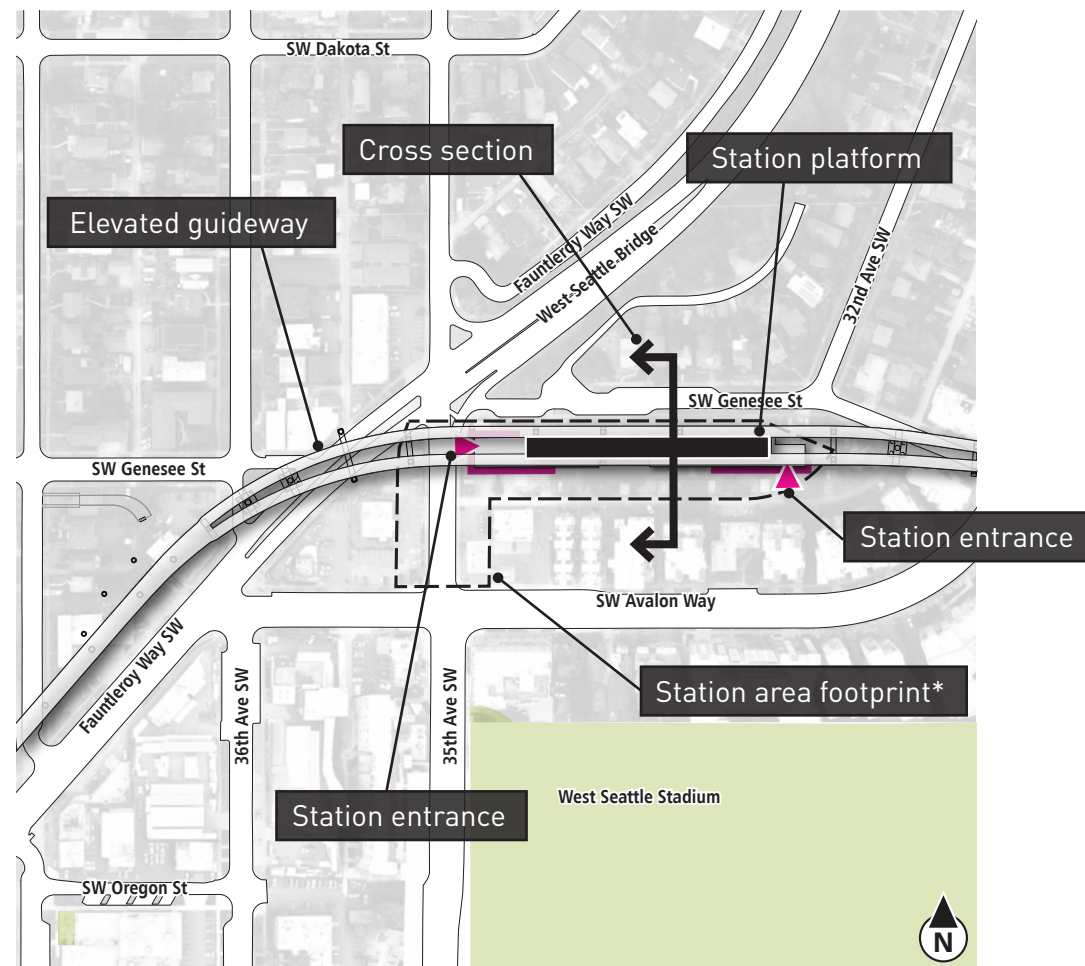 SW Dakota St
Cross section
Station platform
Elevated guideway
Fauntleroy Way SW
West Seattle Bridge
32nd Ave SW
SW Genesee St
SW Genesee St
Station entrance
SW Avalon Way
Fauntleroy Way SW
Station area footprint*
36th Ave SW
35th Ave SW
Station entrance
West Seattle Stadium
SW Oregon St
N